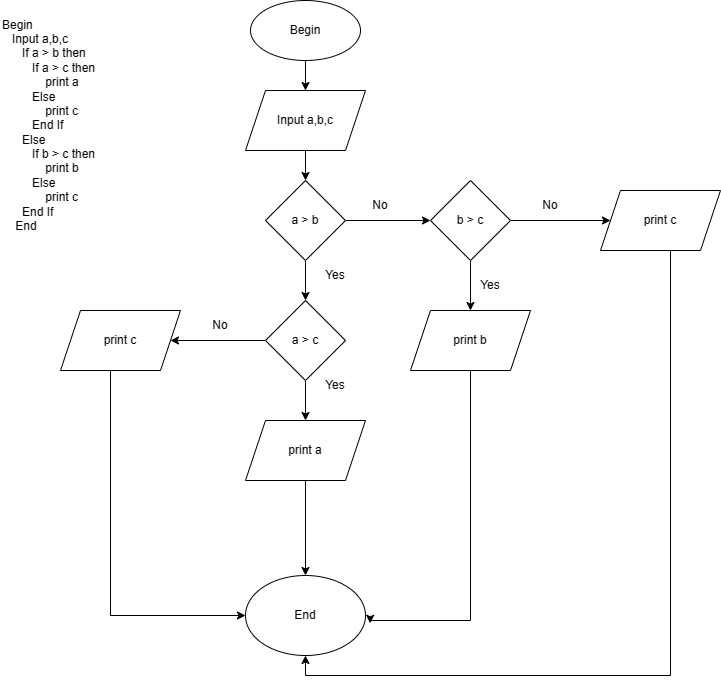 Begin
Input a,b,c
If a > b then
If a > c then
print a
Else
print c
End If
Else
If b > c then
print b
Else
print c
End If
End
Begin
Input a,b,c
a > b
No
b > c
No
print c
Yes
Yes
print c
No
a > c
print b
Yes
print a
End